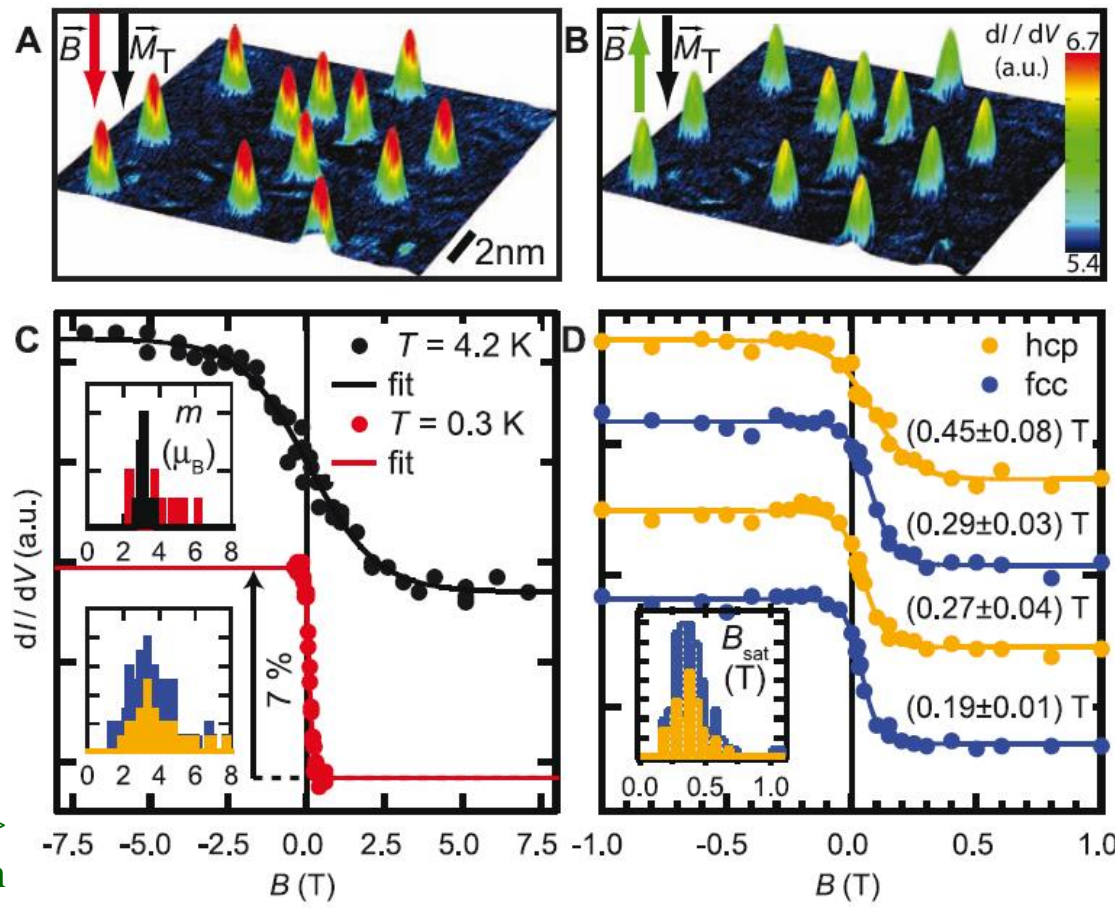 A
B
M_T
2nm
B
B
M_T
dI / dV
(a.u.)
6.7
5.4
C
T = 4.2 K
fit
T = 0.3 K
fit
m
(μ_B)
0 2 4 6 8
7 %
0 2 4 6 8
dI / dV (a.u.)
-7.5 -5.0 -2.5 0.0 2.5 5.0
B (T)
D
hcp
fcc
(0.45±0.08) T
(0.29±0.03) T
(0.27±0.04) T
(0.19±0.01) T
B_sat
(T)
0.0 0.5 1.0
-1.0 -0.5 0.0 0.5 1.0
B (T)
>
n